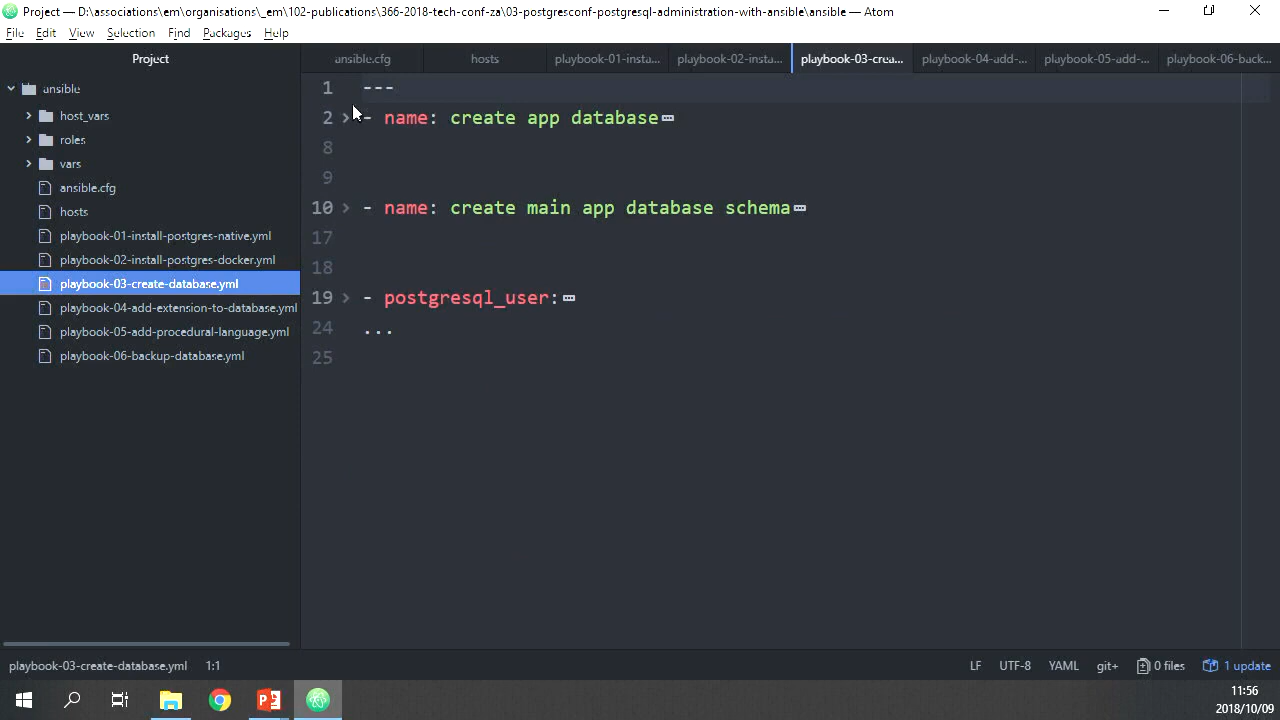 Project — D:\associations\em\organisations\_em\102-publications\366-2018-tech-conf-za\03-postgresconf-postgresql-administration-with-ansible\ansible — Atom
File Edit View Selection Find Packages Help
Project
ansible.cfg
hosts
playbook-01-insta...
playbook-02-insta...
playbook-03-crea...
playbook-04-add-...
playbook-05-add-...
playbook-06-back...
ansible
host_vars
roles
vars
ansible.cfg
hosts
playbook-01-install-postgres-native.yml
playbook-02-install-postgres-docker.yml
playbook-03-create-database.yml
playbook-04-add-extension-to-database.yml
playbook-05-add-procedural-language.yml
playbook-06-backup-database.yml
1 ---
2 - name: create app database
8
9
10 - name: create main app database schema
17
18
19 - postgresql_user:
24 ...
25
playbook-03-create-database.yml 1:1
LF UTF-8 YAML git+ 0 files 1 update
11:56
2018/10/09